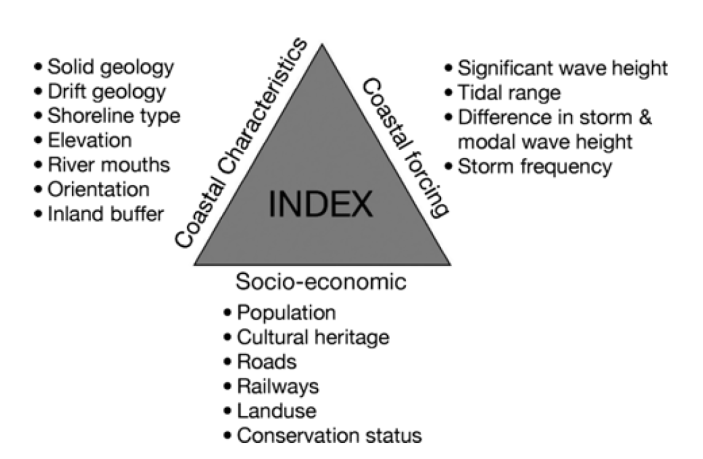 Coastal Characteristics
• Solid geology
• Drift geology
• Shoreline type
• Elevation
• River mouths
• Orientation
• Inland buffer
Coastal forcing
• Significant wave height
• Tidal range
• Difference in storm &
modal wave height
• Storm frequency
INDEX
Socio-economic
• Population
• Cultural heritage
• Roads
• Railways
• Landuse
• Conservation status